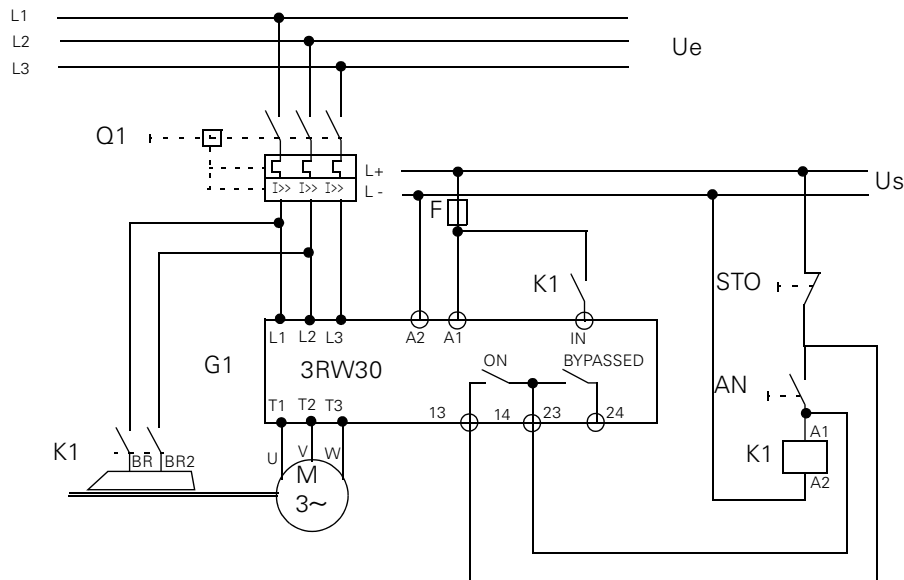 L1
L2
L3
Ue
Q1
I>> I>> I>>
L+
L -
Us
F
K1
STO
L1 L2 L3 A2 A1 IN
G1
3RW30
ON
BYPASSED
AN
T1 T2 T3
13 14 23 24
K1
BR BR2
U V W
M
3~
K1
A1
A2